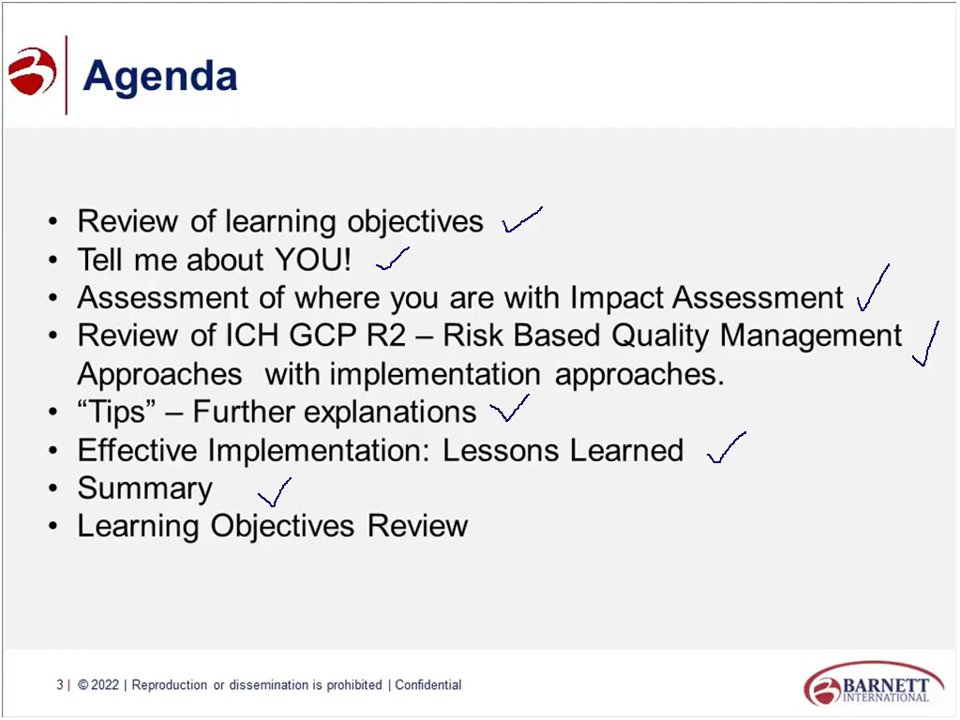 Agenda
• Review of learning objectives
• Tell me about YOU!
• Assessment of where you are with Impact Assessment
• Review of ICH GCP R2 – Risk Based Quality Management
Approaches with implementation approaches.
• “Tips” – Further explanations
• Effective Implementation: Lessons Learned
• Summary
• Learning Objectives Review
3 | © 2022 | Reproduction or dissemination is prohibited | Confidential
BARNETT
INTERNATIONAL